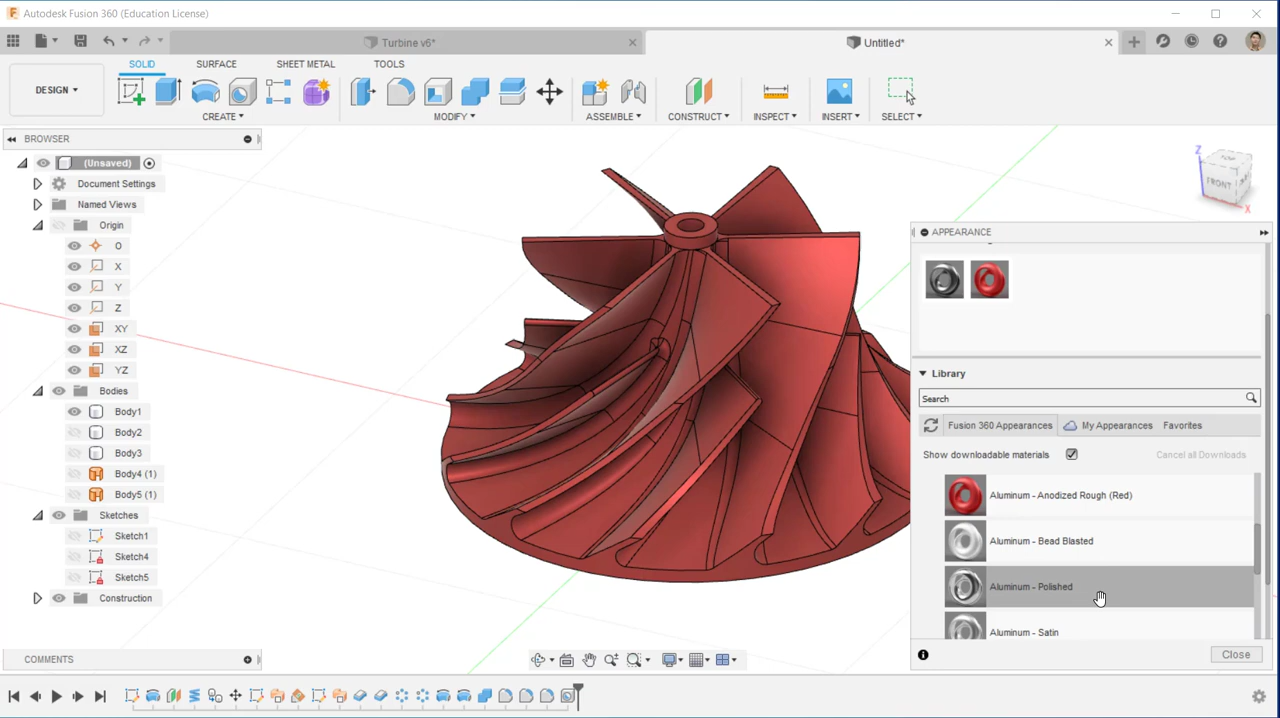 Autodesk Fusion 360 (Education License)
Turbine v6*
Untitled*
SOLID
SURFACE
SHEET METAL
TOOLS
DESIGN
CREATE
MODIFY
ASSEMBLE
CONSTRUCT
INSPECT
INSERT
SELECT
BROWSER
(Unsaved)
Document Settings
Named Views
Origin
O
X
Y
Z
XY
XZ
YZ
Bodies
Body1
Body2
Body3
Body4 (1)
Body5 (1)
Sketches
Sketch1
Sketch4
Sketch5
Construction
COMMENTS
Z
TOP
FRONT
X
APPEARANCE
Library
Search
Fusion 360 Appearances
My Appearances
Favorites
Show downloadable materials
Cancel all Downloads
Aluminum - Anodized Rough (Red)
Aluminum - Bead Blasted
Aluminum - Polished
Aluminum - Satin
Close